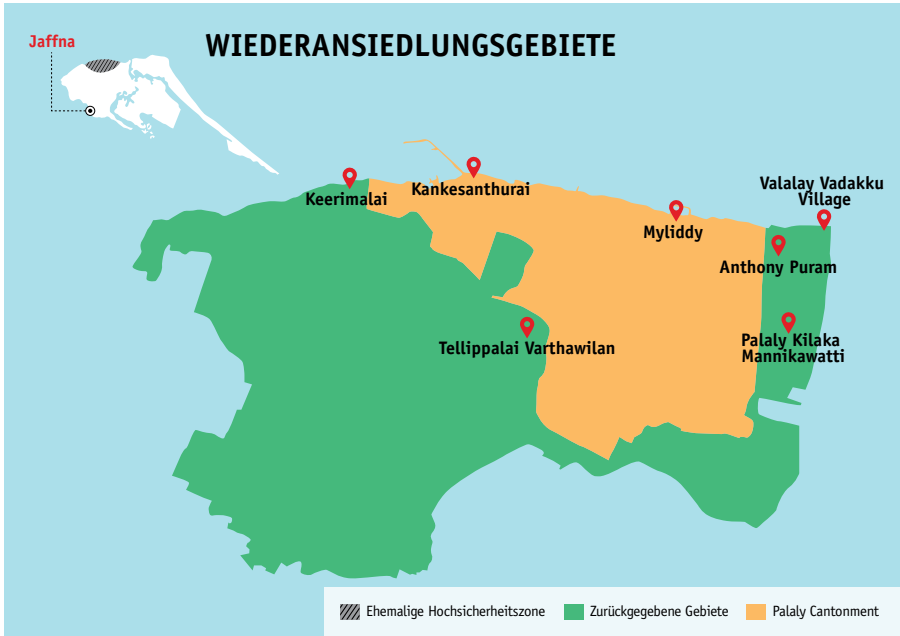 WIEDERANSIEDLUNGSGEBIETE
Jaffna
Keerimalai
Kankesanthurai
Myliddy
Valalay Vadakku
Village
Anthony Puram
Tellippalai Varthawilan
Palaly Kilaka
Mannikawatti
Ehemalige Hochsicherheitszone
Zurückgegebene Gebiete
Palaly Cantonment